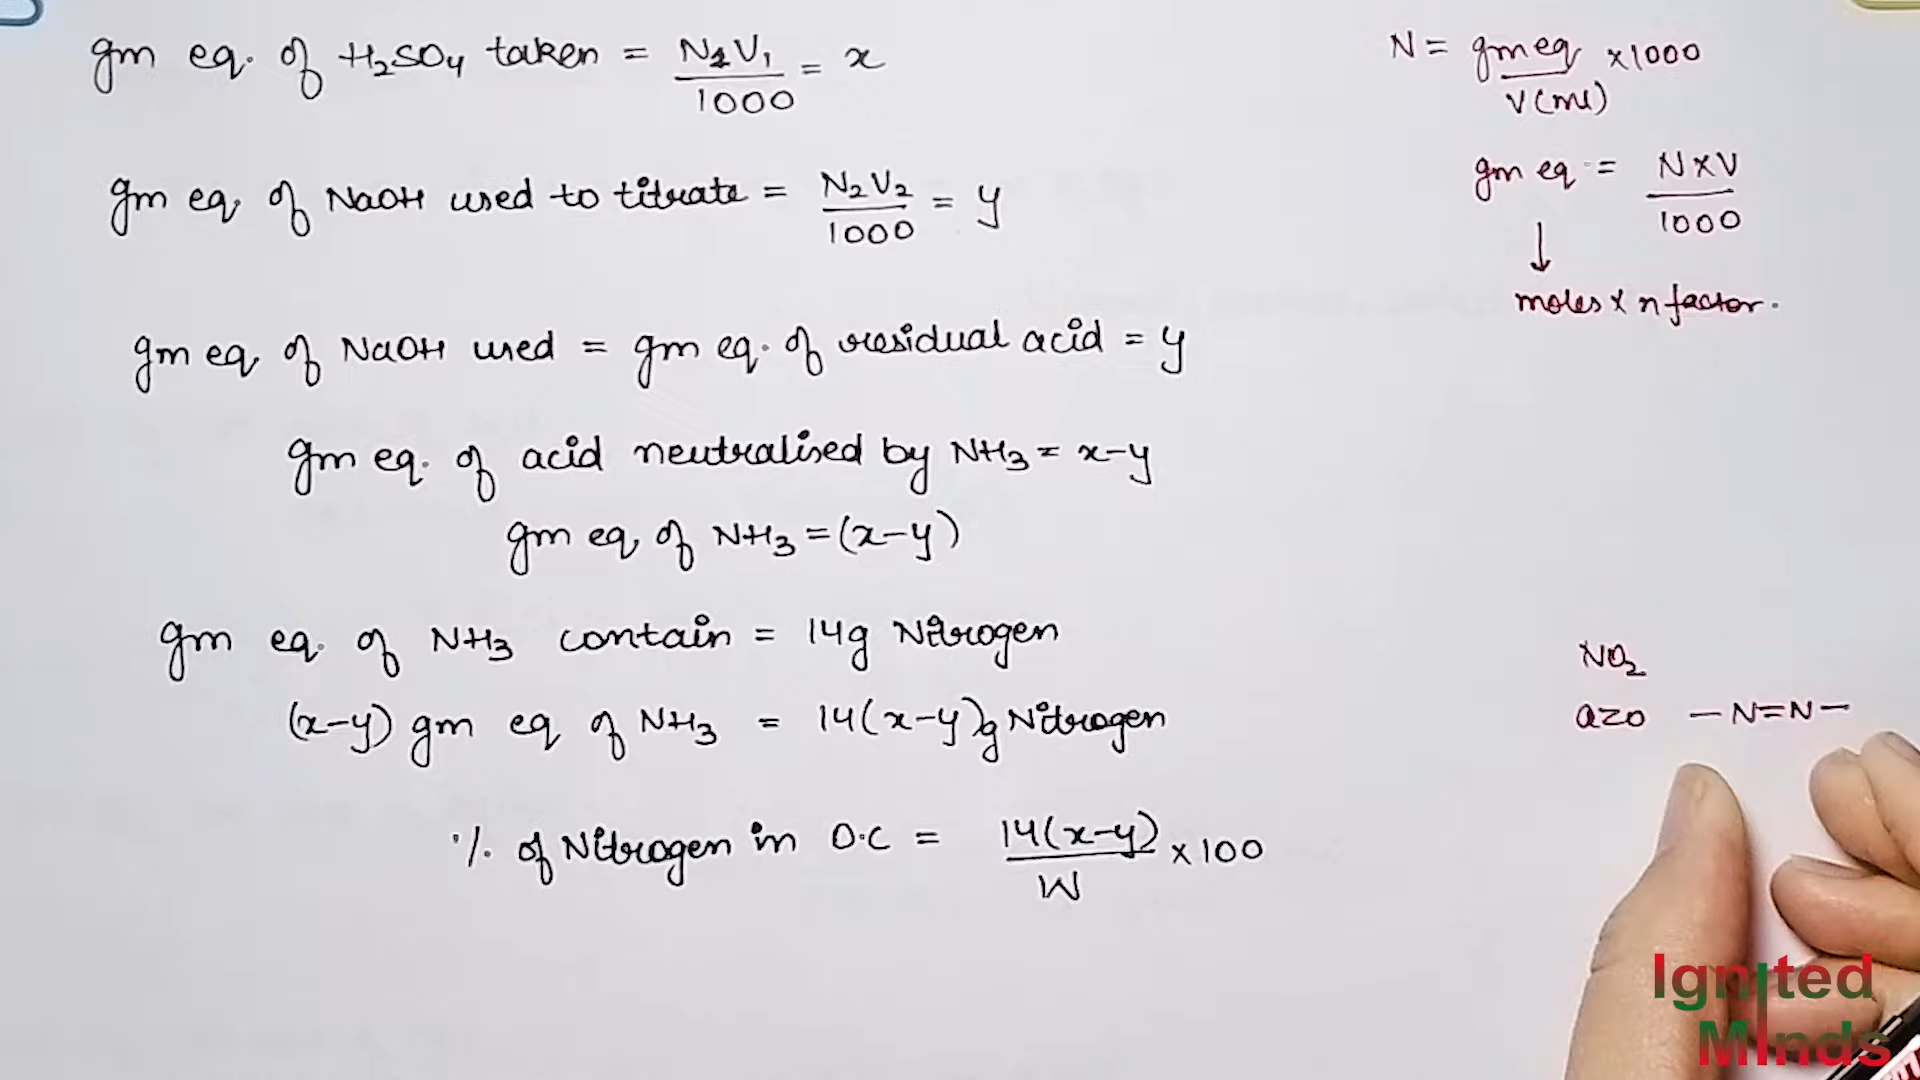 gm eq. of H₂SO₄ taken = N₁V₁/1000 = x
gm eq of NaOH used to titrate = N₂V₂/1000 = y
gm eq of NaOH used = gm eq. of residual acid = y
gm eq. of acid neutralised by NH₃ = x-y
gm eq of NH₃ = (x-y)
gm eq. of NH₃ contain = 14g Nitrogen
(x-y) gm eq of NH₃ = 14(x-y)g Nitrogen
% of Nitrogen in O.C = 14(x-y)/W x 100
N = gm eq/V(ml) x 1000
gm eq = N x V/1000
↓
moles x n factor.
NO₂
azo -N=N-
Ignited
Minds